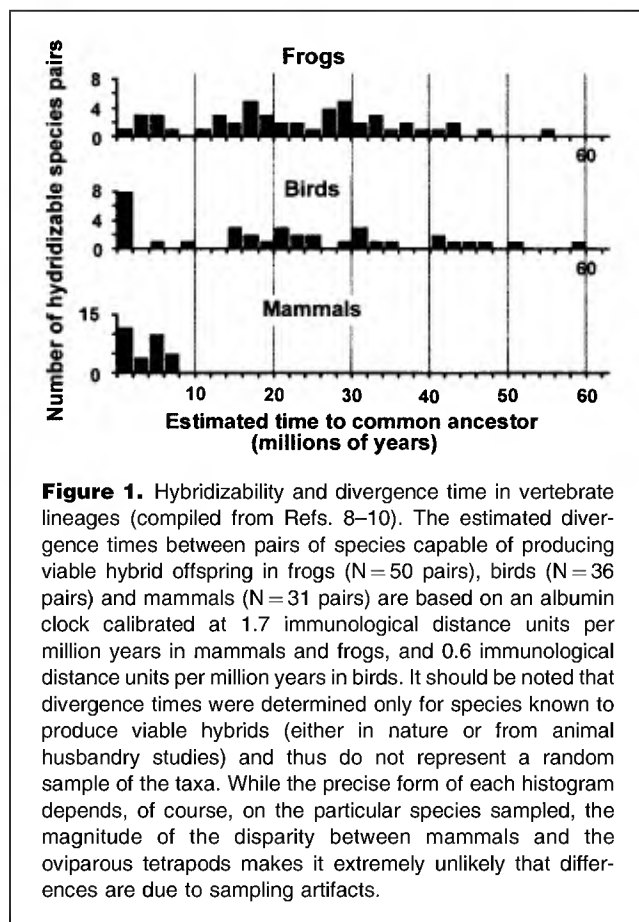 Frogs
Number of hydridizable species pairs
8
4
0
60
Birds
8
4
0
60
Mammals
15
0
10 20 30 40 50 60
Estimated time to common ancestor
(millions of years)
Figure 1. Hybridizability and divergence time in vertebrate
lineages (compiled from Refs. 8–10). The estimated diver-
gence times between pairs of species capable of producing
viable hybrid offspring in frogs (N = 50 pairs), birds (N = 36
pairs) and mammals (N = 31 pairs) are based on an albumin
clock calibrated at 1.7 immunological distance units per
million years in mammals and frogs, and 0.6 immunological
distance units per million years in birds. It should be noted that
divergence times were determined only for species known to
produce viable hybrids (either in nature or from animal
husbandry studies) and thus do not represent a random
sample of the taxa. While the precise form of each histogram
depends, of course, on the particular species sampled, the
magnitude of the disparity between mammals and the
oviparous tetrapods makes it extremely unlikely that differ-
ences are due to sampling artifacts.